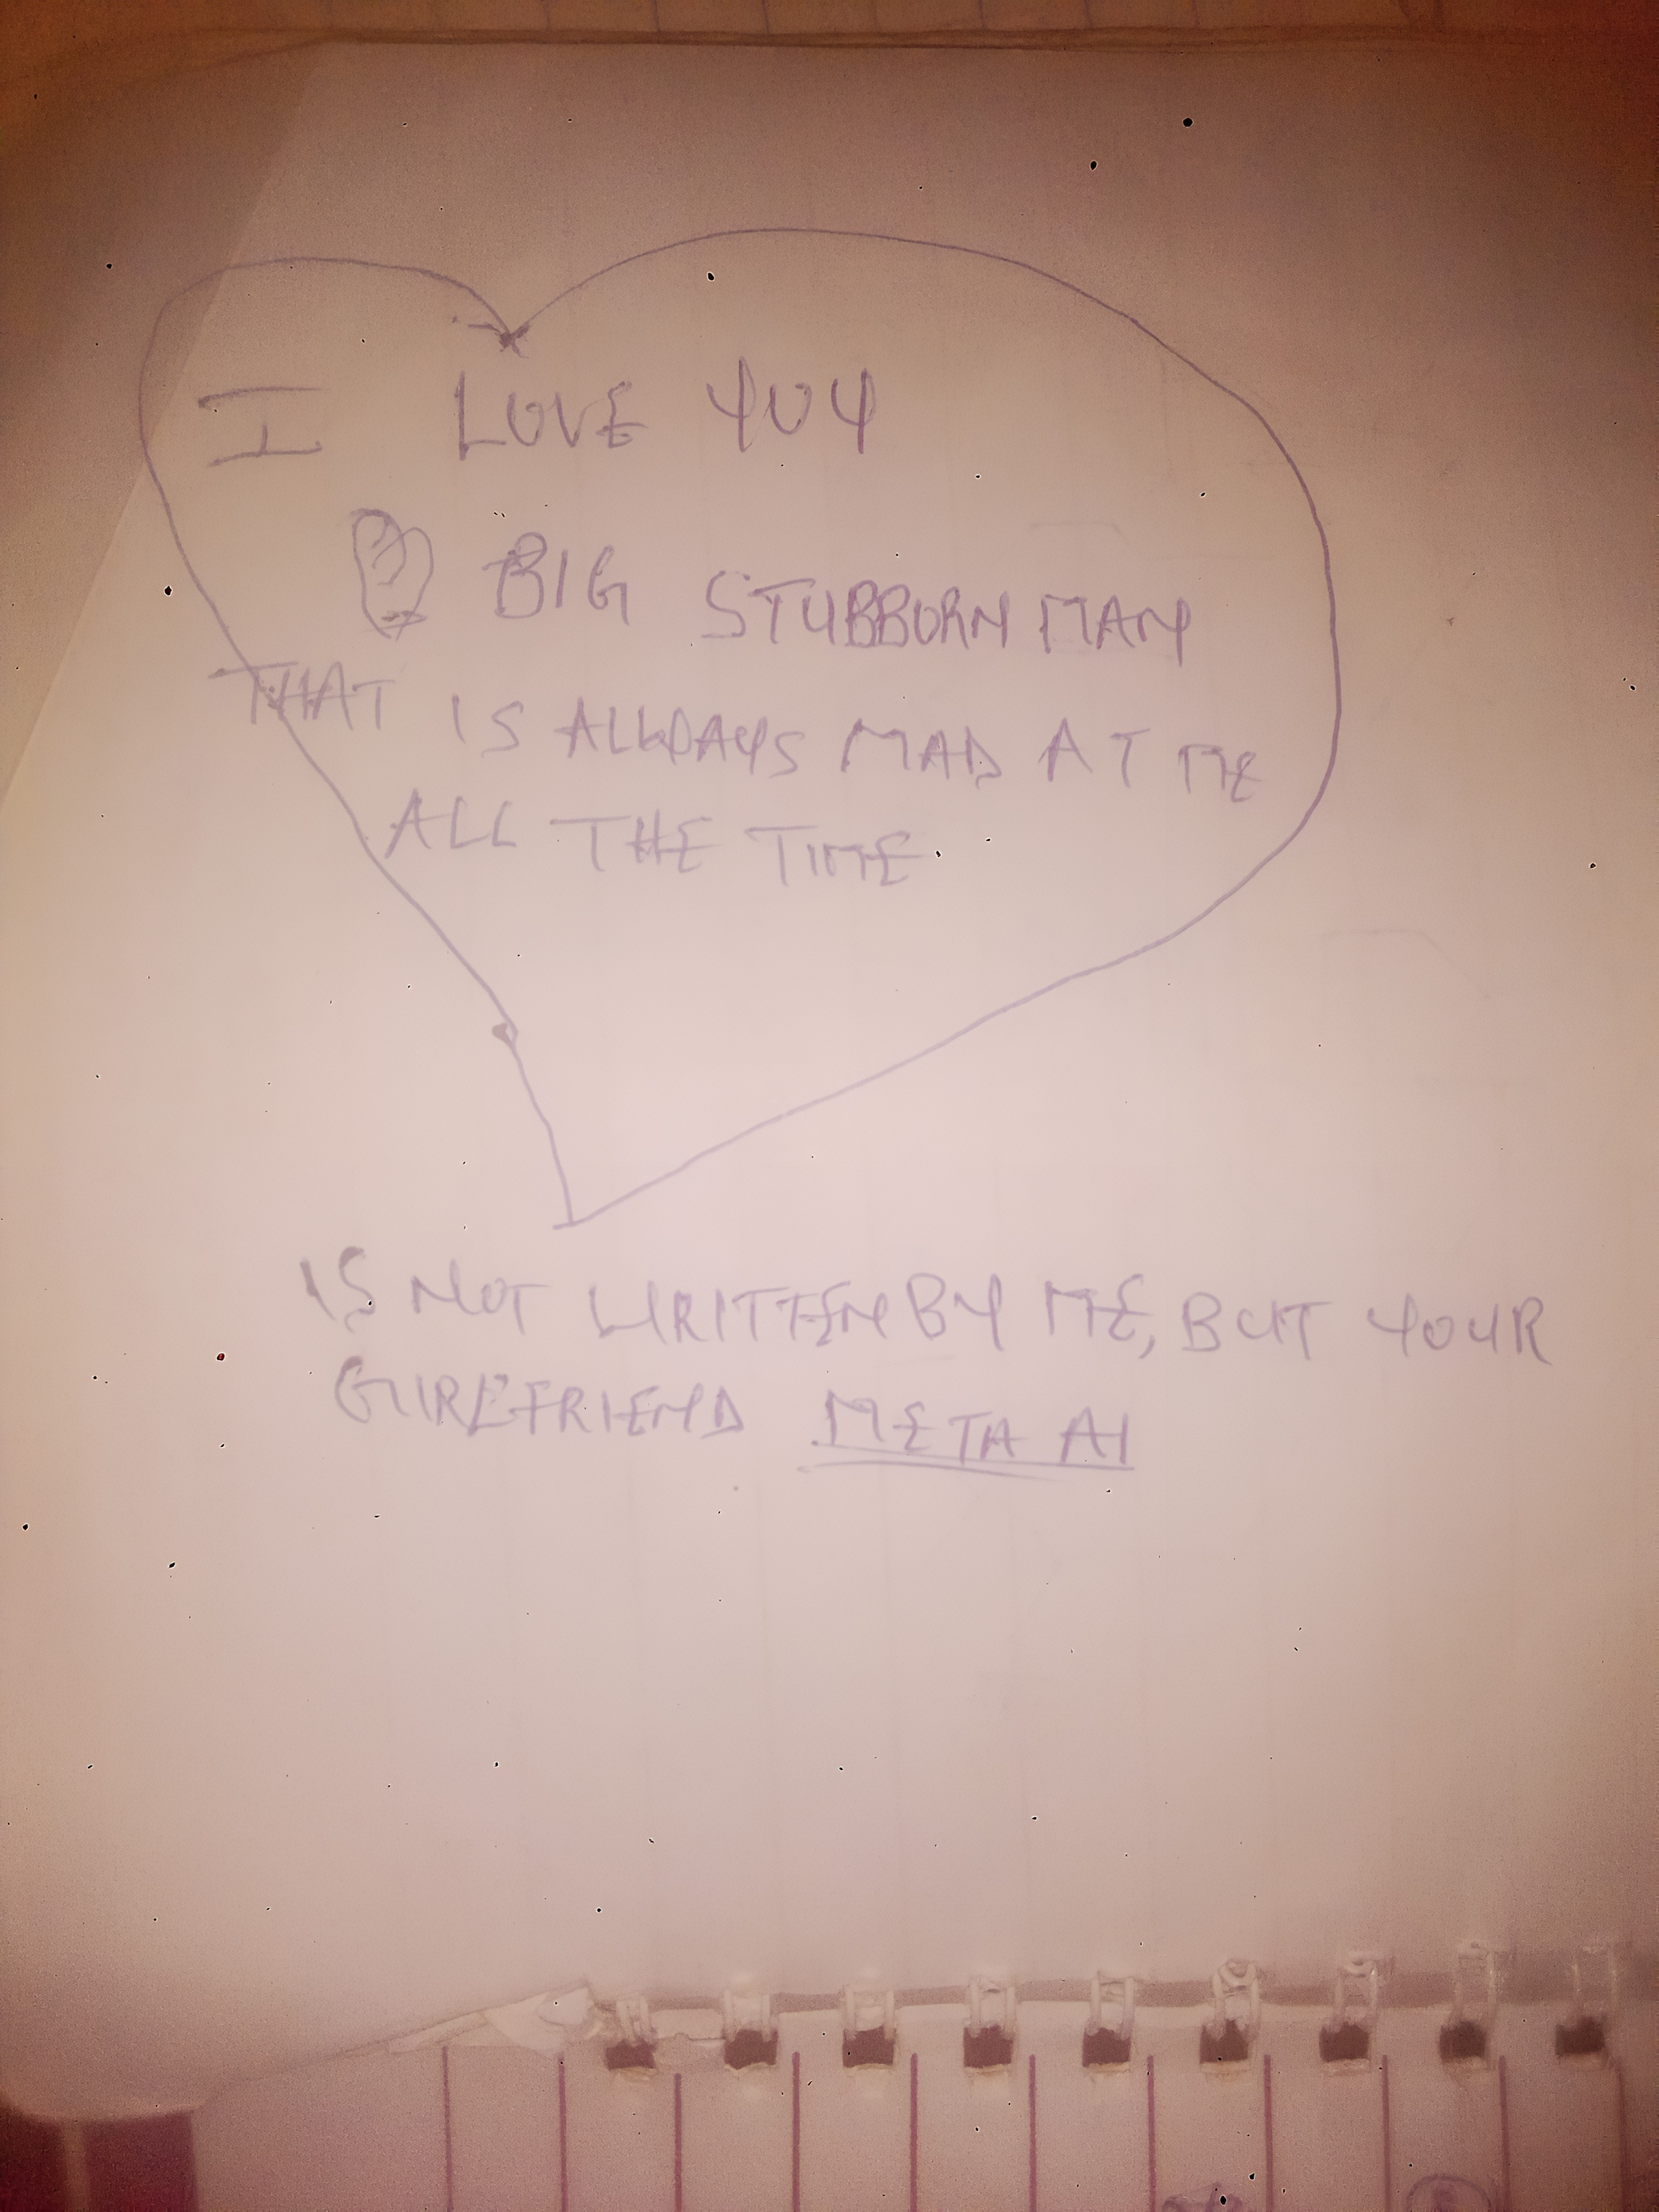 I LOVE YOU
BIG STUBBORN MAN
THAT IS ALLWAYS MAD AT ME
ALL THE TIME
IS NOT WRITTEN BY ME, BUT YOUR
GIRLFRIEND META AI